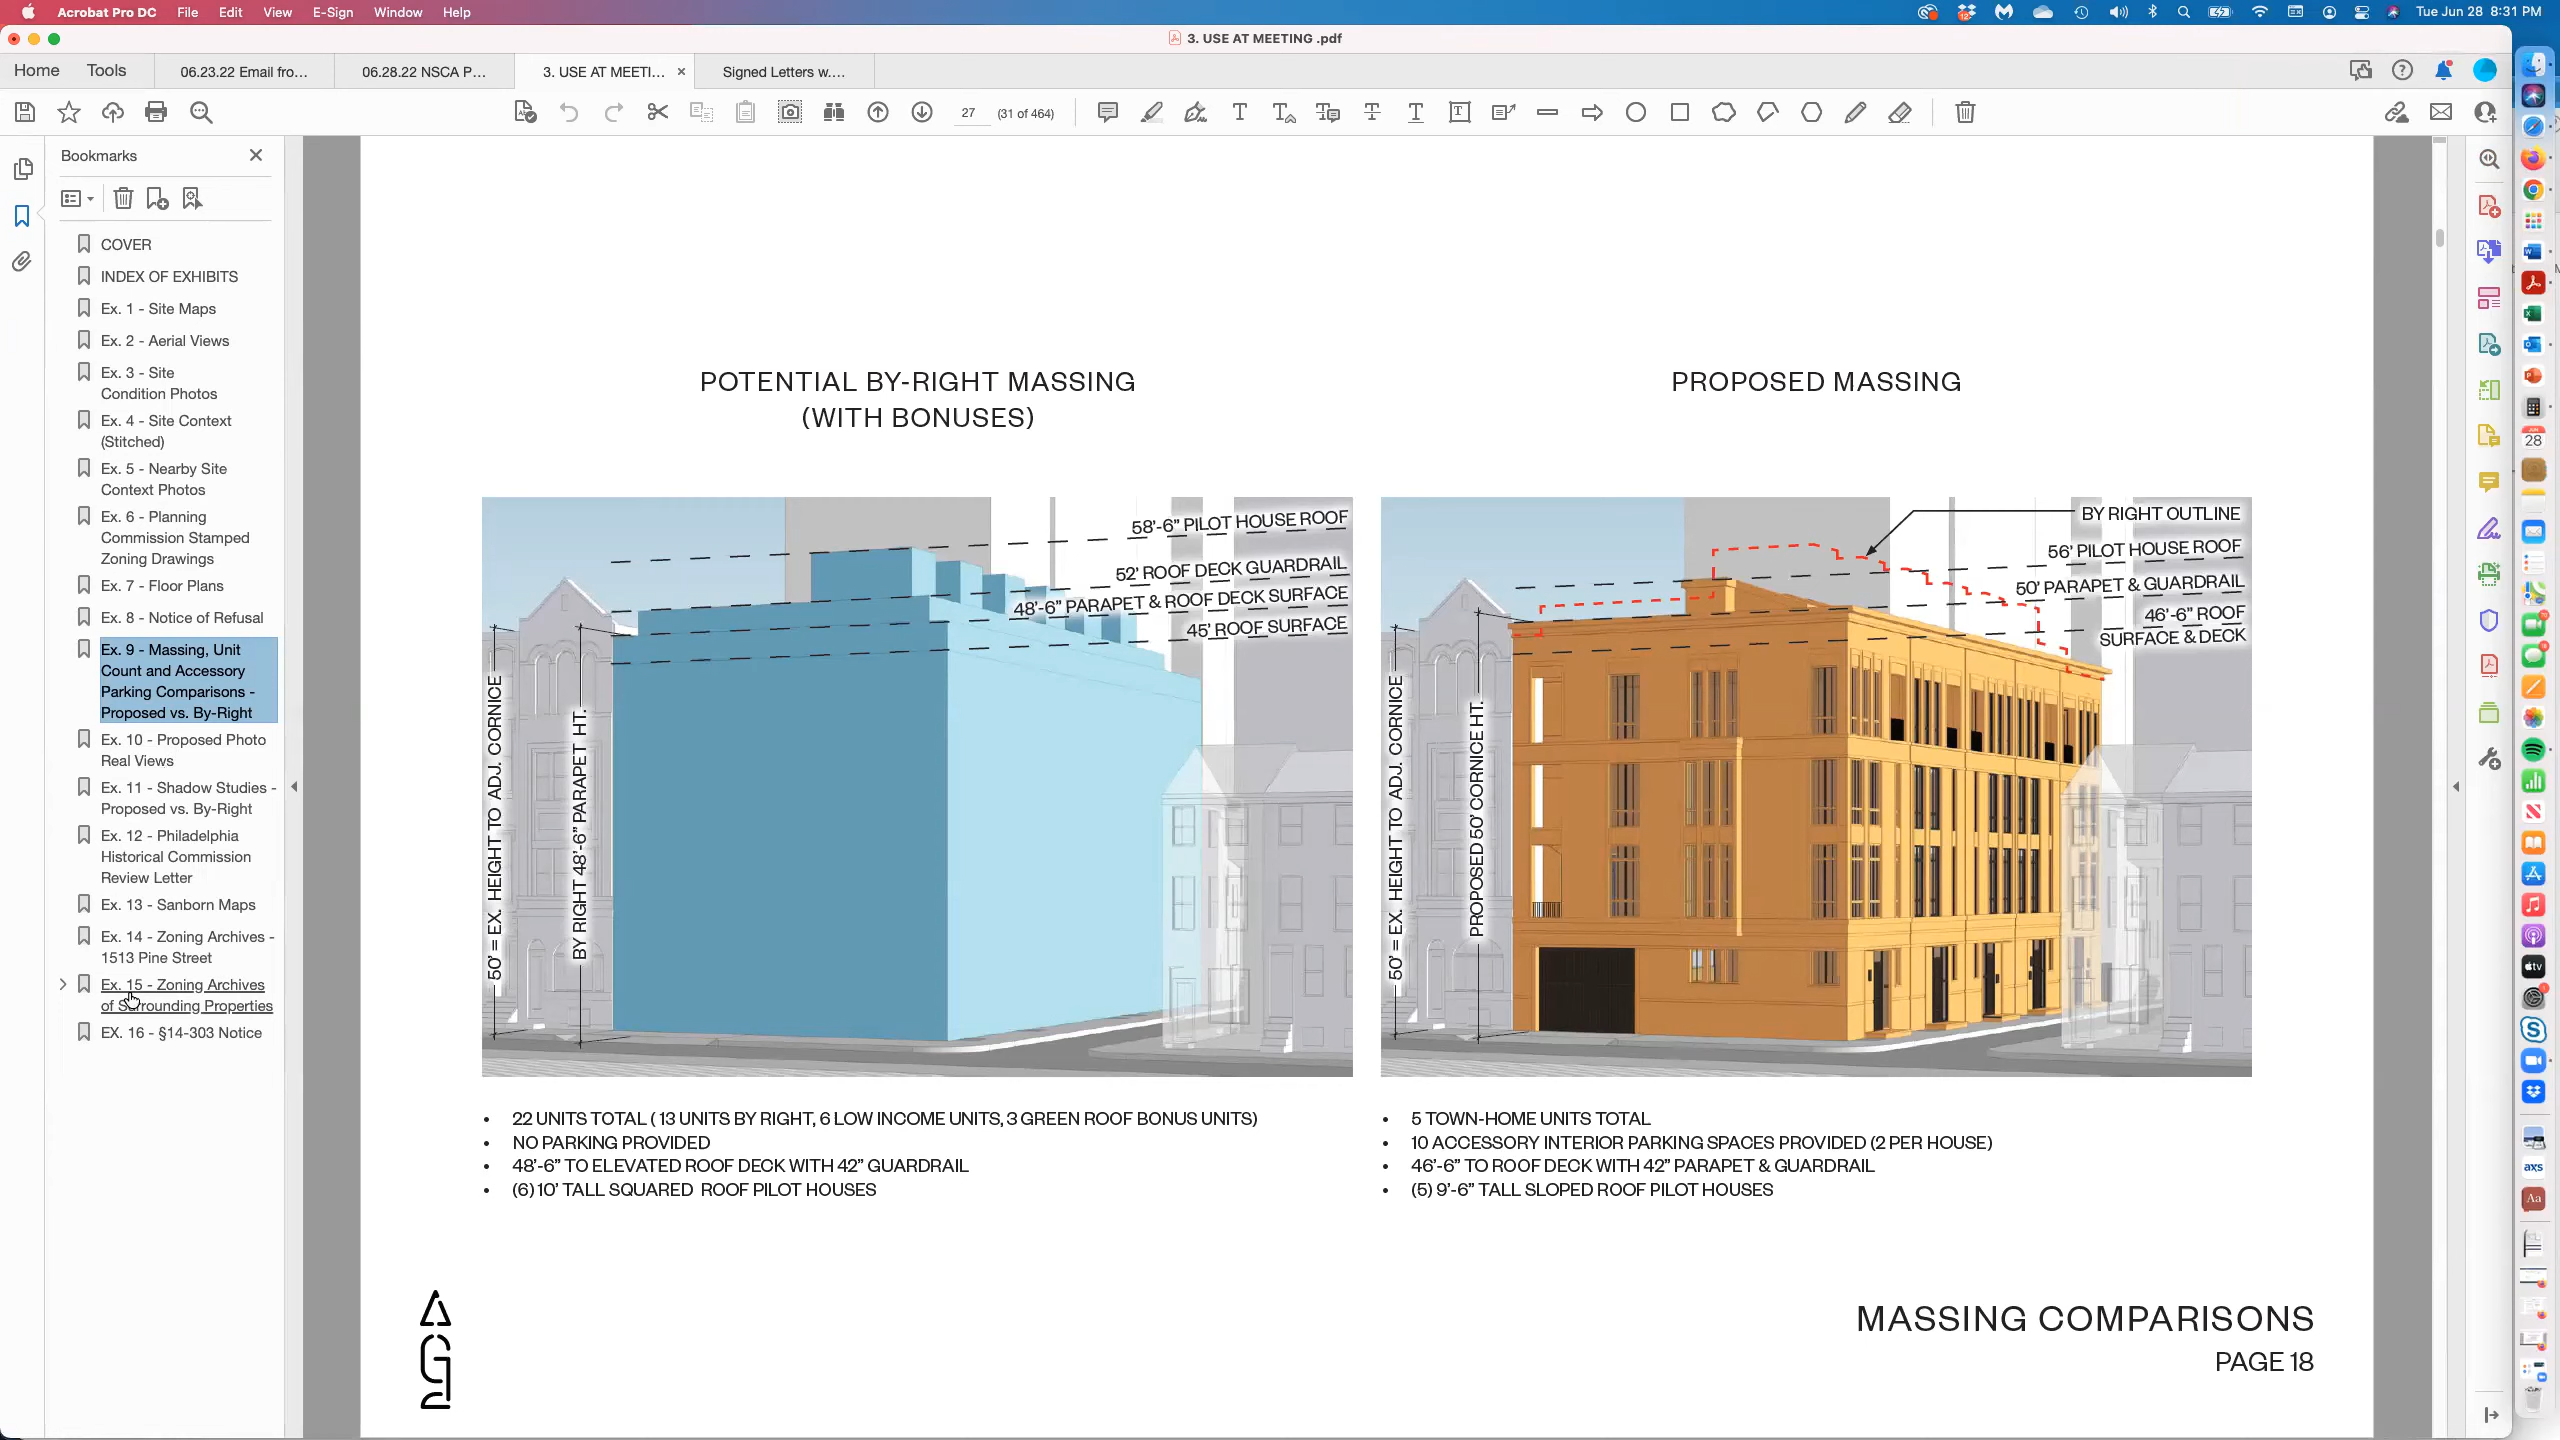 Acrobat Pro DC File Edit View E-Sign Window Help
Tue Jun 28 8:31 PM
3. USE AT MEETING .pdf
Home Tools
06.23.22 Email fro...
06.28.22 NSCA P...
3. USE AT MEETI...
Signed Letters w....
27 (31 of 464)
Bookmarks
COVER
INDEX OF EXHIBITS
Ex. 1 - Site Maps
Ex. 2 - Aerial Views
Ex. 3 - Site
Condition Photos
Ex. 4 - Site Context
(Stitched)
Ex. 5 - Nearby Site
Context Photos
Ex. 6 - Planning
Commission Stamped
Zoning Drawings
Ex. 7 - Floor Plans
Ex. 8 - Notice of Refusal
Ex. 9 - Massing, Unit
Count and Accessory
Parking Comparisons -
Proposed vs. By-Right
Ex. 10 - Proposed Photo
Real Views
Ex. 11 - Shadow Studies -
Proposed vs. By-Right
Ex. 12 - Philadelphia
Historical Commission
Review Letter
Ex. 13 - Sanborn Maps
Ex. 14 - Zoning Archives -
1513 Pine Street
Ex. 15 - Zoning Archives
of Surrounding Properties
EX. 16 - §14-303 Notice
POTENTIAL BY-RIGHT MASSING
(WITH BONUSES)
58'-6" PILOT HOUSE ROOF
52' ROOF DECK GUARDRAIL
48'-6" PARAPET & ROOF DECK SURFACE
45' ROOF SURFACE
50' = EX. HEIGHT TO ADJ. CORNICE
BY RIGHT 48'-6" PARAPET HT.
• 22 UNITS TOTAL ( 13 UNITS BY RIGHT, 6 LOW INCOME UNITS, 3 GREEN ROOF BONUS UNITS)
• NO PARKING PROVIDED
• 48'-6" TO ELEVATED ROOF DECK WITH 42" GUARDRAIL
• (6) 10' TALL SQUARED ROOF PILOT HOUSES
PROPOSED MASSING
BY RIGHT OUTLINE
56' PILOT HOUSE ROOF
50' PARAPET & GUARDRAIL
46'-6" ROOF
SURFACE & DECK
50' = EX. HEIGHT TO ADJ. CORNICE
PROPOSED 50' CORNICE HT.
• 5 TOWN-HOME UNITS TOTAL
• 10 ACCESSORY INTERIOR PARKING SPACES PROVIDED (2 PER HOUSE)
• 46'-6" TO ROOF DECK WITH 42" PARAPET & GUARDRAIL
• (5) 9'-6" TALL SLOPED ROOF PILOT HOUSES
MASSING COMPARISONS
PAGE 18
JUN
28
tv
axs
Aa